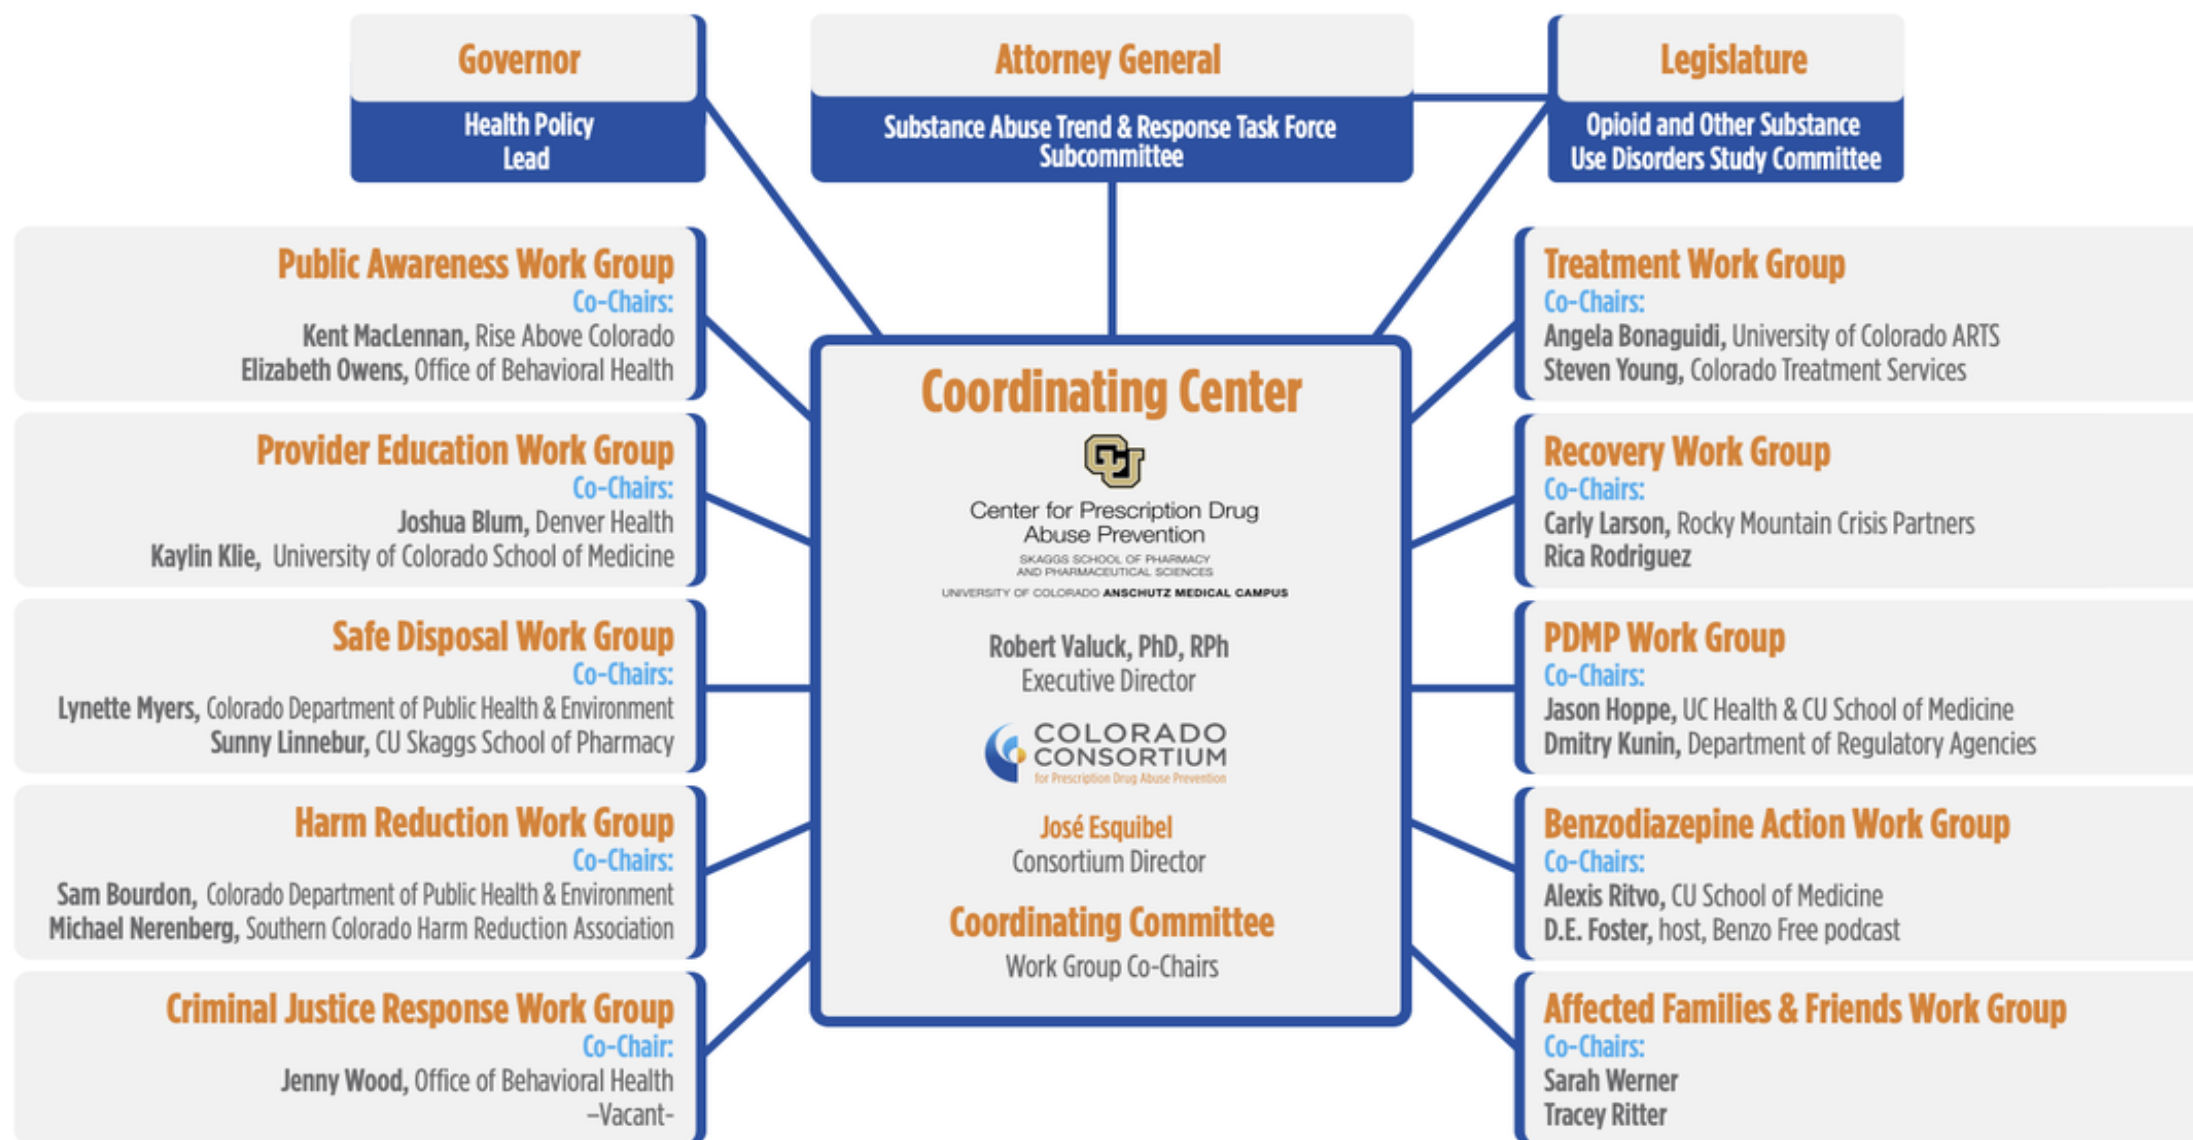 Governor
Health Policy
Lead
Attorney General
Substance Abuse Trend & Response Task Force
Subcommittee
Legislature
Opioid and Other Substance
Use Disorders Study Committee
Public Awareness Work Group
Co-Chairs:
Kent MacLennan, Rise Above Colorado
Elizabeth Owens, Office of Behavioral Health
Provider Education Work Group
Co-Chairs:
Joshua Blum, Denver Health
Kaylin Klie, University of Colorado School of Medicine
Safe Disposal Work Group
Co-Chairs:
Lynette Myers, Colorado Department of Public Health & Environment
Sunny Linnebur, CU Skaggs School of Pharmacy
Harm Reduction Work Group
Co-Chairs:
Sam Bourdon, Colorado Department of Public Health & Environment
Michael Nerenberg, Southern Colorado Harm Reduction Association
Criminal Justice Response Work Group
Co-Chair:
Jenny Wood, Office of Behavioral Health
–Vacant-
Coordinating Center
CU
Center for Prescription Drug
Abuse Prevention
SKAGGS SCHOOL OF PHARMACY
AND PHARMACEUTICAL SCIENCES
UNIVERSITY OF COLORADO ANSCHUTZ MEDICAL CAMPUS
Robert Valuck, PhD, RPh
Executive Director
COLORADO
CONSORTIUM
for Prescription Drug Abuse Prevention
José Esquibel
Consortium Director
Coordinating Committee
Work Group Co-Chairs
Treatment Work Group
Co-Chairs:
Angela Bonaguidi, University of Colorado ARTS
Steven Young, Colorado Treatment Services
Recovery Work Group
Co-Chairs:
Carly Larson, Rocky Mountain Crisis Partners
Rica Rodriguez
PDMP Work Group
Co-Chairs:
Jason Hoppe, UC Health & CU School of Medicine
Dmitry Kunin, Department of Regulatory Agencies
Benzodiazepine Action Work Group
Co-Chairs:
Alexis Ritvo, CU School of Medicine
D.E. Foster, host, Benzo Free podcast
Affected Families & Friends Work Group
Co-Chairs:
Sarah Werner
Tracey Ritter